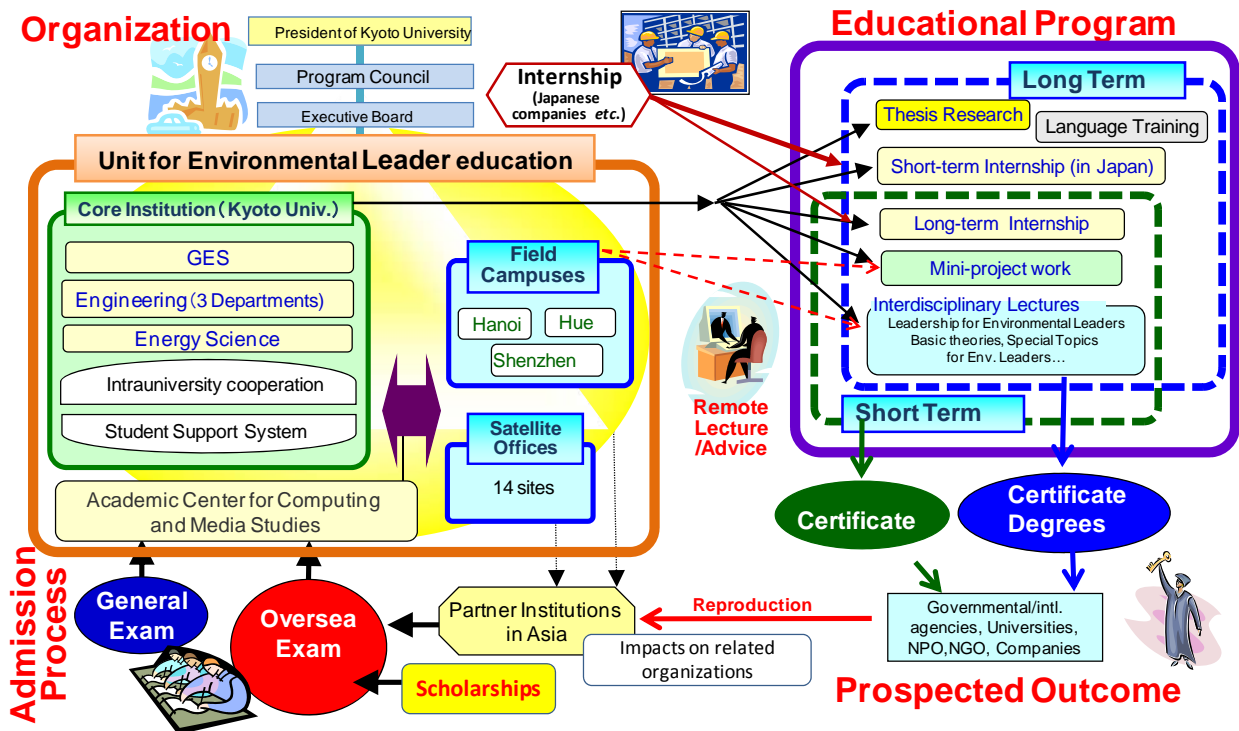 Organization
President of Kyoto University
Program Council
Executive Board
Unit for Environmental Leader education
Core Institution (Kyoto Univ.)
GES
Engineering (3 Departments)
Energy Science
Intrauniversity cooperation
Student Support System
Academic Center for Computing
and Media Studies
Field
Campuses
Hanoi
Hue
Shenzhen
Satellite
Offices
14 sites
Internship
(Japanese
companies etc.)
Remote
Lecture
/Advice
Educational Program
Long Term
Thesis Research
Language Training
Short-term Internship (in Japan)
Long-term Internship
Mini-project work
Interdisciplinary Lectures
Leadership for Environmental Leaders
Basic theories, Special Topics
for Env. Leaders…
Short Term
Certificate
Certificate
Degrees
Admission
Process
General
Exam
Oversea
Exam
Scholarships
Partner Institutions
in Asia
Impacts on related
organizations
Reproduction
Governmental/intl.
agencies, Universities,
NPO,NGO, Companies
Prospected Outcome